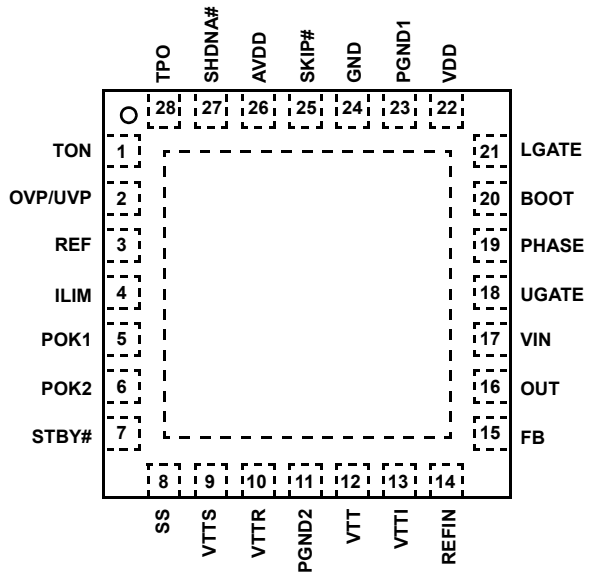 TPO
SHDNA#
AVDD
SKIP#
GND
PGND1
VDD
28 27 26 25 24 23 22
TON 1
OVP/UVP 2
REF 3
ILIM 4
POK1 5
POK2 6
STBY# 7
21 LGATE
20 BOOT
19 PHASE
18 UGATE
17 VIN
16 OUT
15 FB
8 9 10 11 12 13 14
SS
VTTS
VTTR
PGND2
VTT
VTTI
REFIN